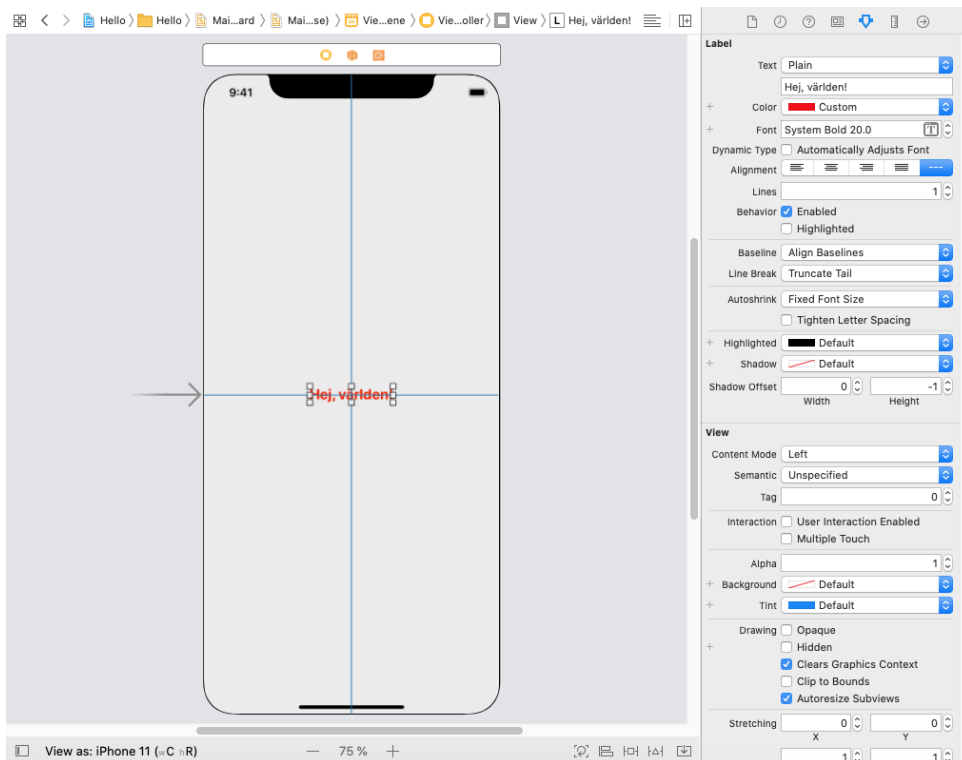 Hello Hello Mai...ard Mai...se) Vie...ene Vie...oller View L Hej, världen!
Label
Text Plain
Hej, världen!
Color Custom
Font System Bold 20.0 T
Dynamic Type Automatically Adjusts Font
Alignment ---
Lines 1
Behavior Enabled
Highlighted
Baseline Align Baselines
Line Break Truncate Tail
Autoshrink Fixed Font Size
Tighten Letter Spacing
Highlighted Default
Shadow Default
Shadow Offset 0 -1
Width Height
View
Content Mode Left
Semantic Unspecified
Tag 0
Interaction User Interaction Enabled
Multiple Touch
Alpha 1
Background Default
Tint Default
Drawing Opaque
Hidden
Clears Graphics Context
Clip to Bounds
Autoresize Subviews
Stretching 0 0
X Y
1 1
9:41
Hej, världen!
View as: iPhone 11 (wC hR)
— 75 % +